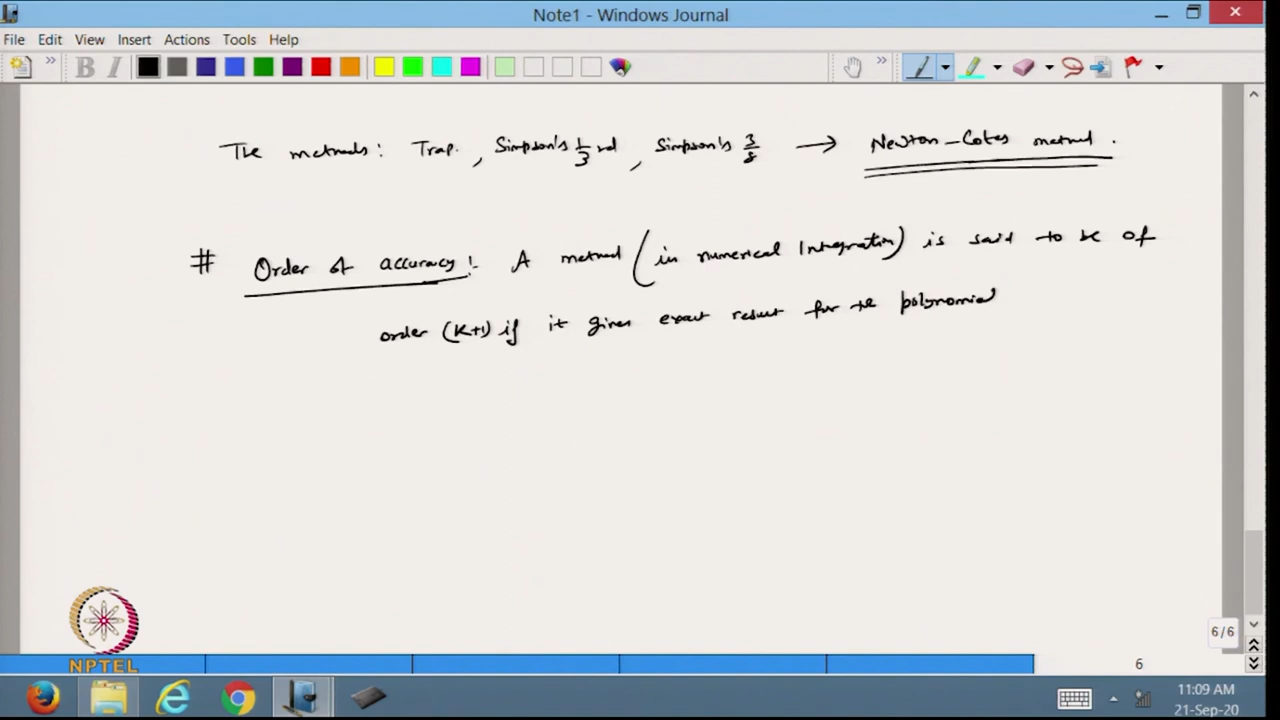 Note1 - Windows Journal
File Edit View Insert Actions Tools Help
The methods: Trap., Simpson's 1/3 rd, Simpson's 3/8 → Newton-Cotes method.
# Order of accuracy: A method (in numerical Integration) is said to be of
order (K+1) if it gives exact result for the polynomial
6/6
NPTEL
6
11:09 AM
21-Sep-20